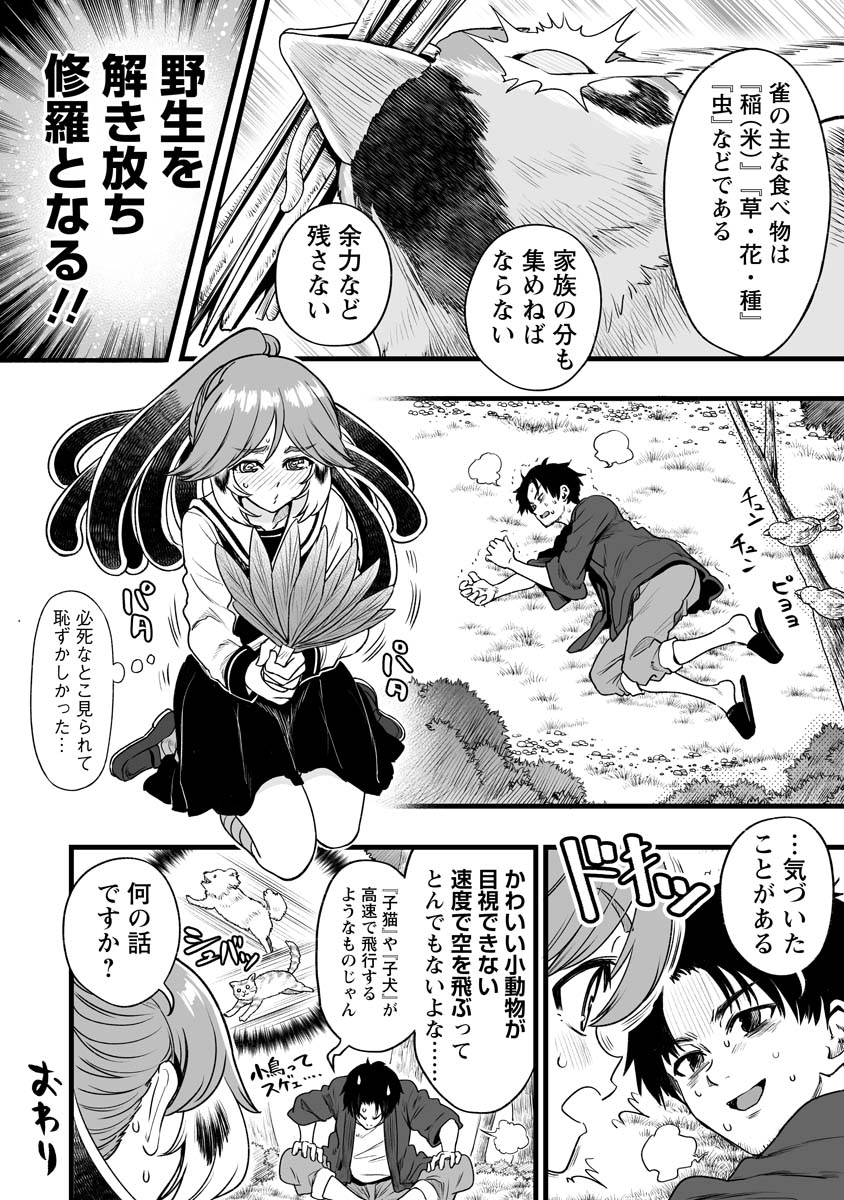 雀の主な食べ物は
『稲（米）』『草・花・種』
『虫』などである
家族の分も
集めねば
ならない
余力など
残さない
野生を
解き放ち
修羅となる!!
チュン
チュン
ピヨヨ
パタ
パタ
必死なとこ見られて
恥ずかしかった…
…気づいた
ことがある
ドキッ
かわいい小動物が
目視できない
速度で空を飛ぶって
とんでもないよな……
『子猫』や『子犬』が
高速で飛行する
ようなものじゃん
小鳥って
スゲェ……
シュバッ
何の話
ですか？
おわり